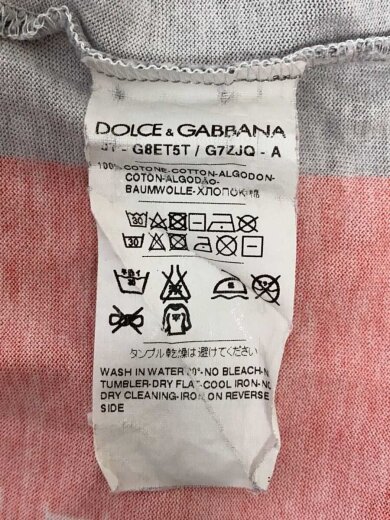 DOLCE & GABBANA
- G8ET5T / G7ZJQ - A
100% COTONE-COTTON-ALGODON-
COTON-ALGODÃO-
BAUMWOLLE-ХЛОПОК-棉
30
30
タンブル乾燥は避けてください
WASH IN WATER 30°-NO BLEACH-NO
TUMBLER-DRY FLAT-COOL IRON-NO
DRY CLEANING-IRON ON REVERSE
SIDE